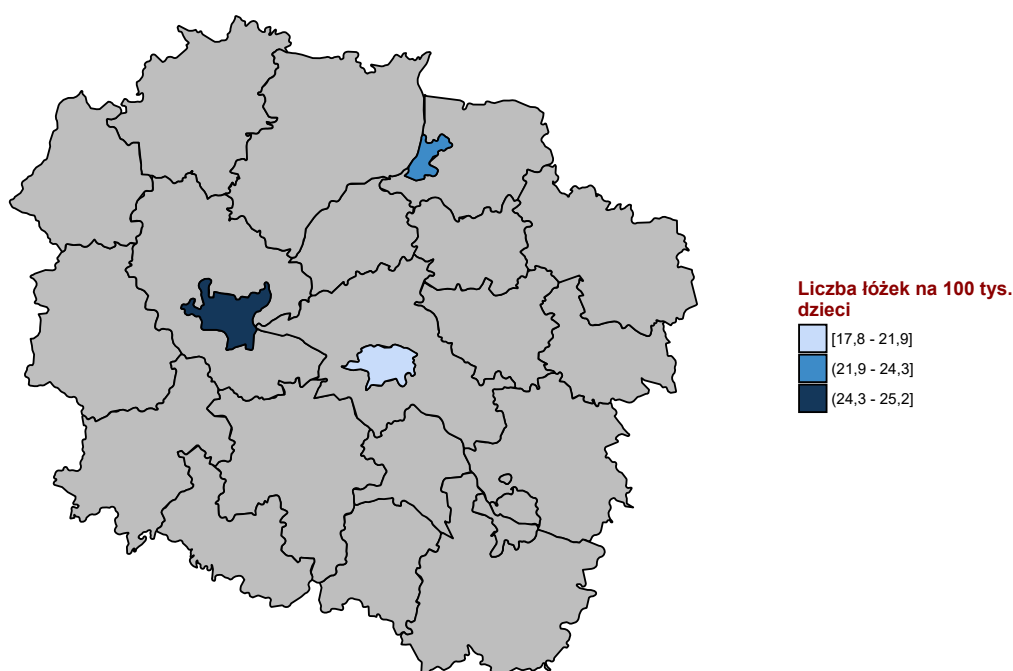 Liczba łóżek na 100 tys.
dzieci
[17,8 - 21,9]
(21,9 - 24,3]
(24,3 - 25,2]